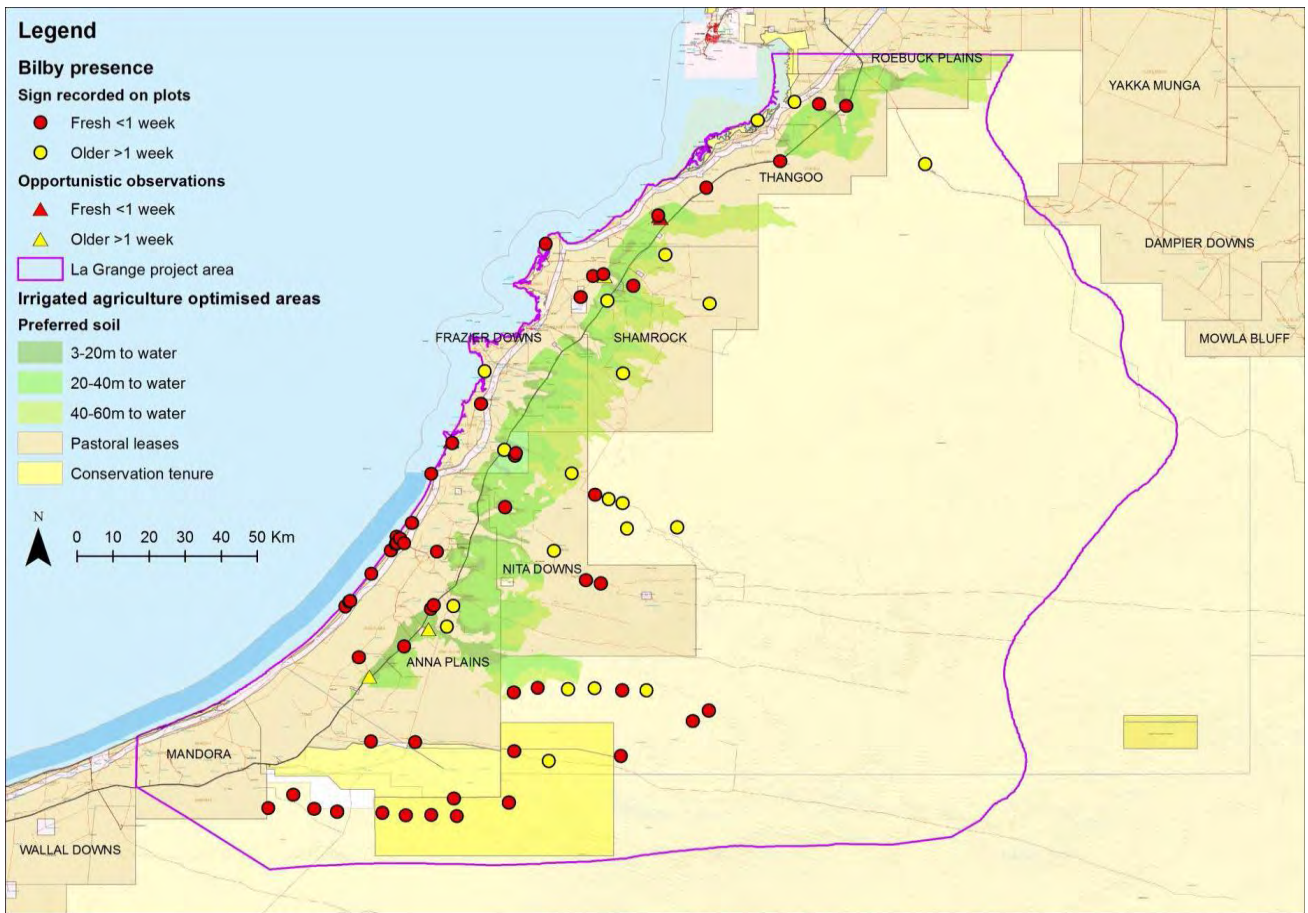 Legend
Bilby presence
Sign recorded on plots
Fresh <1 week
Older >1 week
Opportunistic observations
Fresh <1 week
Older >1 week
La Grange project area
Irrigated agriculture optimised areas
Preferred soil
3-20m to water
20-40m to water
40-60m to water
Pastoral leases
Conservation tenure
N
0 10 20 30 40 50 Km
ROEBUCK PLAINS
YAKKA MUNGA
THANGOO
DAMPIER DOWNS
FRAZIER DOWNS
SHAMROCK
MOWLA BLUFF
NITA DOWNS
ANNA PLAINS
MANDORA
WALLAL DOWNS